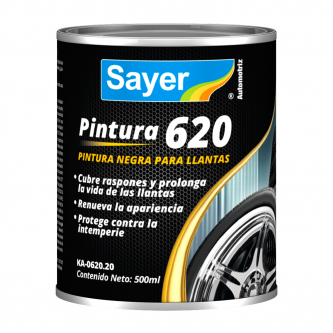 Sayer
®
Automotriz
Pintura 620
PINTURA NEGRA PARA LLANTAS
• Cubre raspones y prolonga
la vida de las llantas
• Renueva la apariencia
• Protege contra la
intemperie
KA-0620.20
Contenido Neto: 500ml